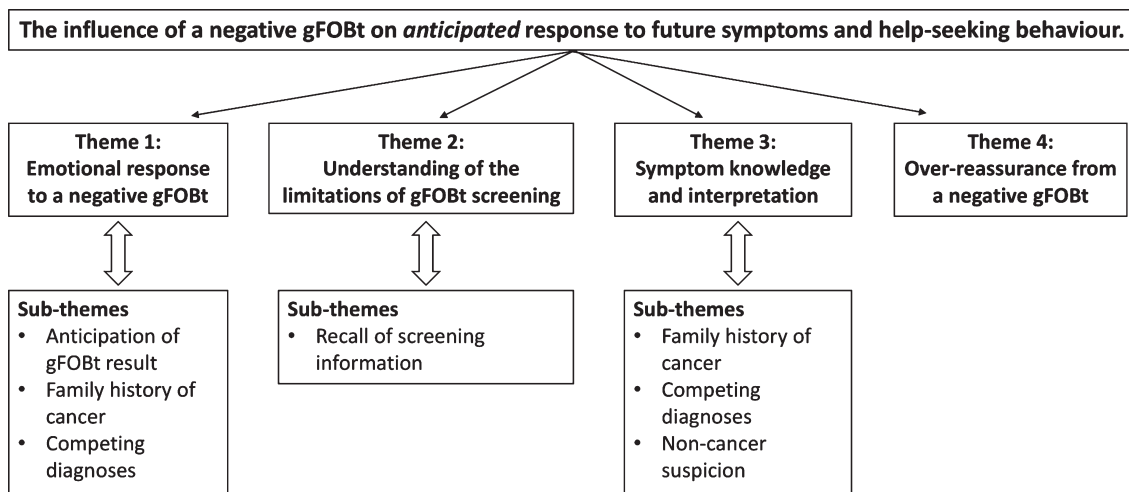 The influence of a negative gFOBt on anticipated response to future symptoms and help-seeking behaviour.
Theme 1:
Emotional response
to a negative gFOBt
Theme 2:
Understanding of the
limitations of gFOBt screening
Theme 3:
Symptom knowledge
and interpretation
Theme 4:
Over-reassurance from
a negative gFOBt
Sub-themes
• Anticipation of
gFOBt result
• Family history of
cancer
• Competing
diagnoses
Sub-themes
• Recall of screening
information
Sub-themes
• Family history of
cancer
• Competing
diagnoses
• Non-cancer
suspicion